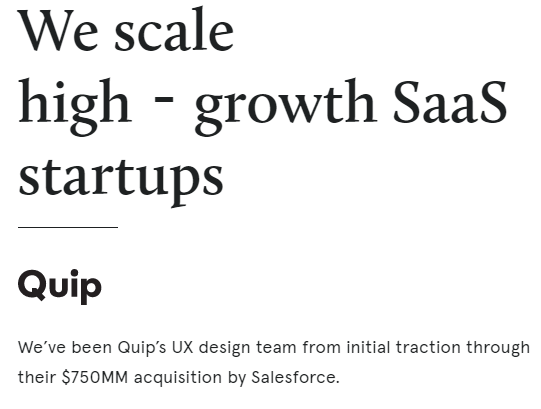 We scale
high - growth SaaS
startups
Quip
We’ve been Quip’s UX design team from initial traction through
their $750MM acquisition by Salesforce.